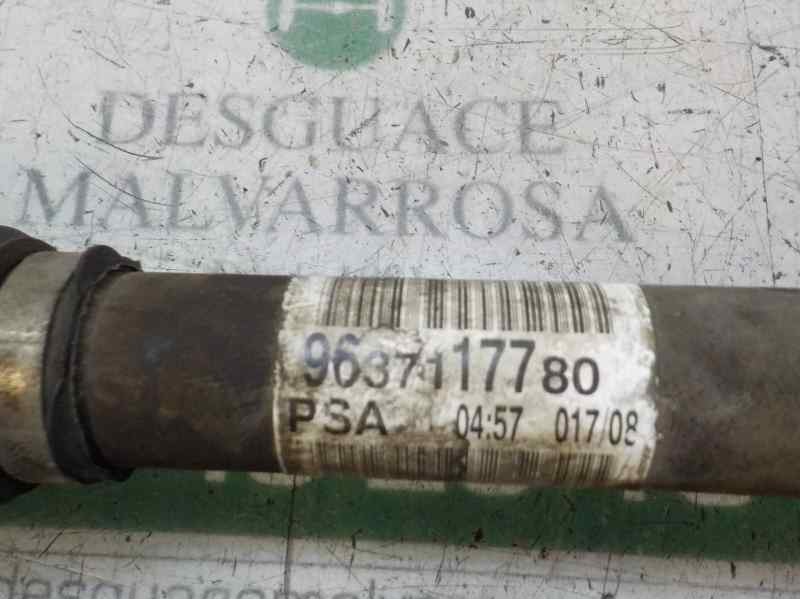 DESGUACE
MALVARROSA
9637117780
PSA 04:57 017/08